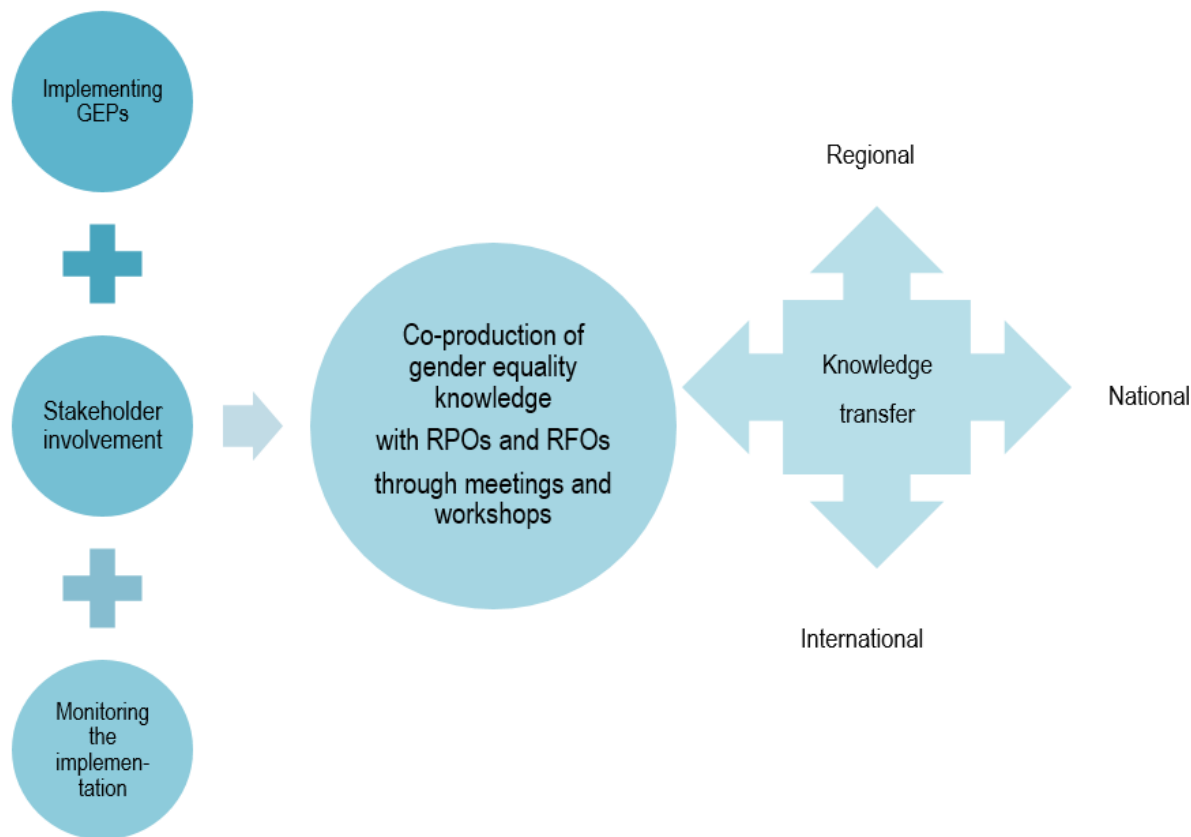 Implementing
GEPs
Stakeholder
involvement
Monitoring
the
implemen-
tation
Co-production of
gender equality
knowledge
with RPOs and RFOs
through meetings and
workshops
Regional
Knowledge
transfer
National
International